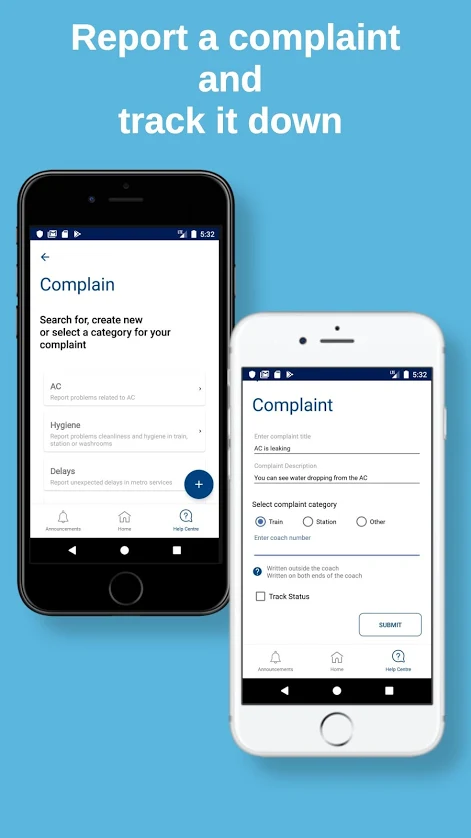 Report a complaint
and
track it down
5:32
Complain
Search for, create new
or select a category for your
complaint
AC
Report problems related to AC
Hygiene
Report problems cleanliness and hygiene in train,
station or washrooms
Delays
Report unexpected delays in metro services
+
Announcements Home Help Centre
5:32
Complaint
Enter complaint title
AC is leaking
Complaint Description
You can see water dropping from the AC
Select complaint category
Train Station Other
Enter coach number
Written outside the coach
Written on both ends of the coach
Track Status
SUBMIT
Announcements Home Help Centre